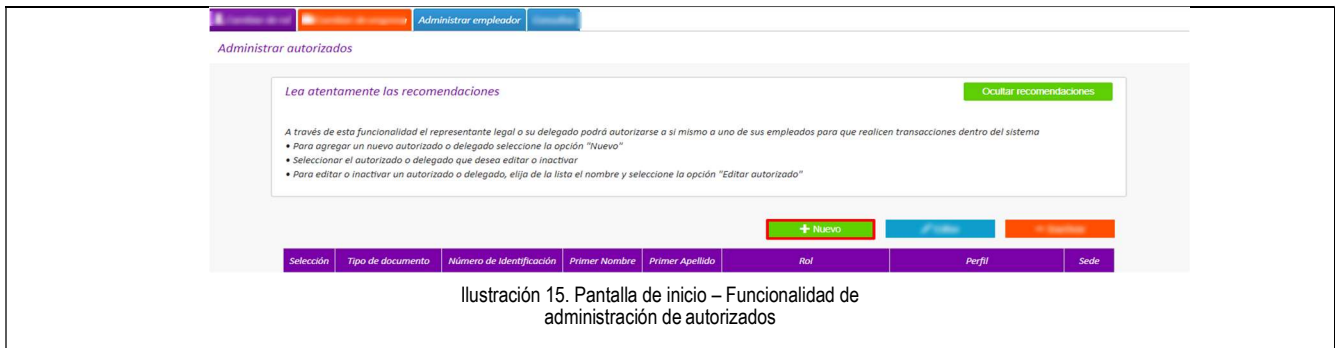 Administrar empleador
Administrar autorizados
Lea atentamente las recomendaciones
Ocultar recomendaciones
A través de esta funcionalidad el representante legal o su delegado podrá autorizarse a si mismo a uno de sus empleados para que realicen transacciones dentro del sistema
• Para agregar un nuevo autorizado o delegado seleccione la opción "Nuevo"
• Seleccionar el autorizado o delegado que desea editar o inactivar
• Para editar o inactivar un autorizado o delegado, elija de la lista el nombre y seleccione la opción "Editar autorizado"
+ Nuevo
Selección Tipo de documento Número de Identificación Primer Nombre Primer Apellido Rol Perfil Sede
Ilustración 15. Pantalla de inicio – Funcionalidad de
administración de autorizados